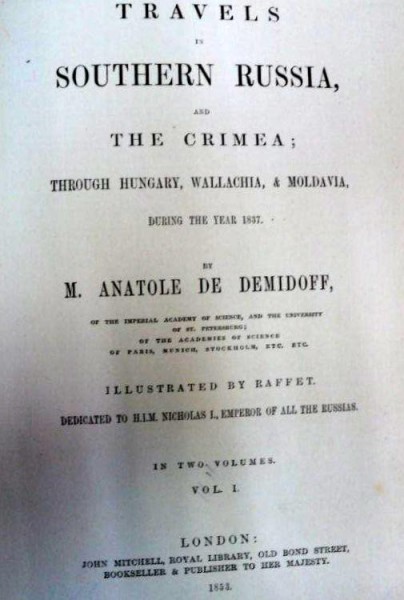 TRAVELS
IN
SOUTHERN RUSSIA,
AND
THE CRIMEA;
THROUGH HUNGARY, WALLACHIA, & MOLDAVIA,
DURING THE YEAR 1837.
BY
M. ANATOLE DE DEMIDOFF,
OF THE IMPERIAL ACADEMY OF SCIENCE, AND THE UNIVERSITY
OF ST. PETERSBURG;
OF THE ACADEMIES OF SCIENCE
OF PARIS, MUNICH, STOCKHOLM, ETC. ETC.
ILLUSTRATED BY RAFFET.
DEDICATED TO H.I.M. NICHOLAS I., EMPEROR OF ALL THE RUSSIAS.
IN TWO VOLUMES.
VOL. I.
LONDON:
JOHN MITCHELL, ROYAL LIBRARY, OLD BOND STREET,
BOOKSELLER & PUBLISHER TO HER MAJESTY.
1853.